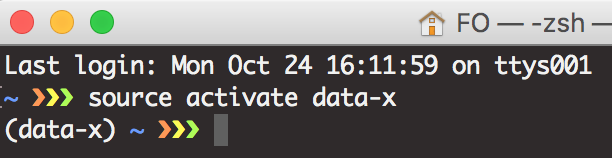 FO — -zsh —
Last login: Mon Oct 24 16:11:59 on ttys001
~ ❯❯❯ source activate data-x
(data-x) ~ ❯❯❯